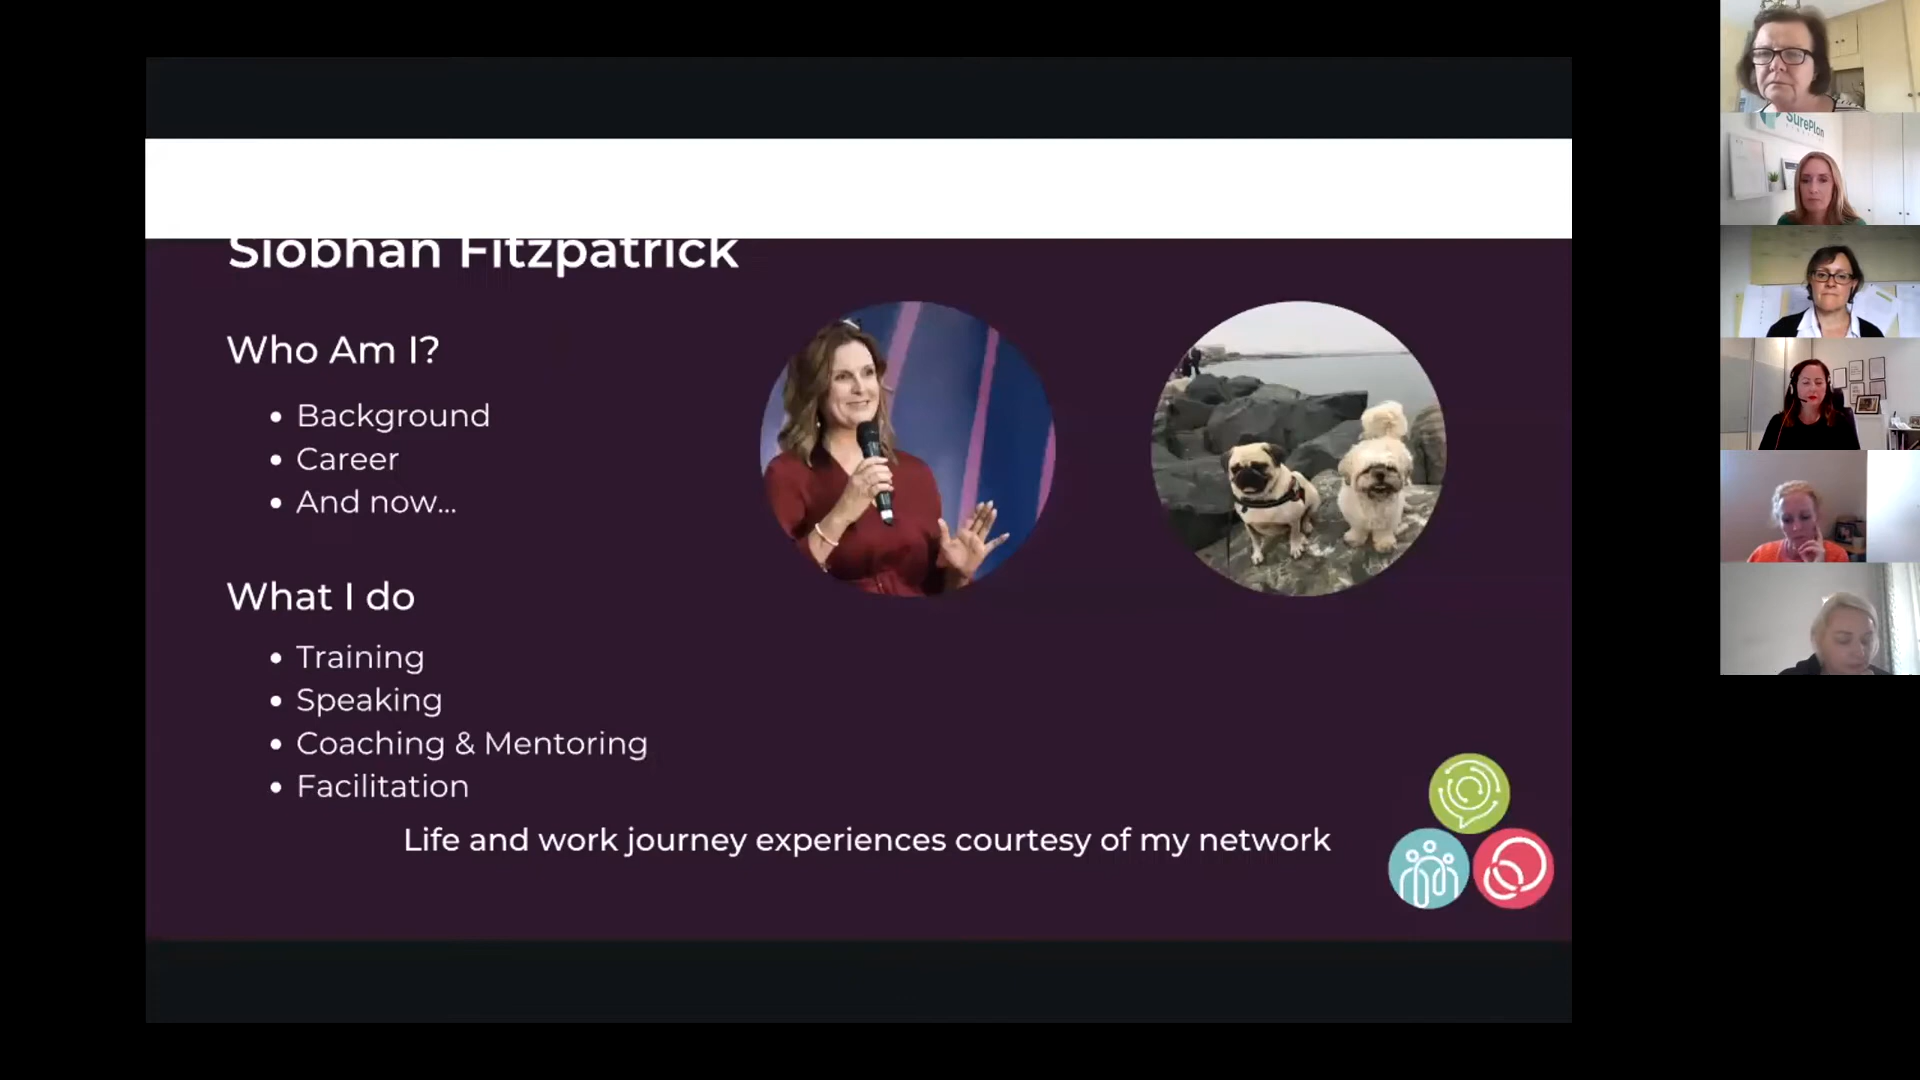 Siobhan Fitzpatrick
Who Am I?
• Background
• Career
• And now...
What I do
• Training
• Speaking
• Coaching & Mentoring
• Facilitation
Life and work journey experiences courtesy of my network
SurePlan